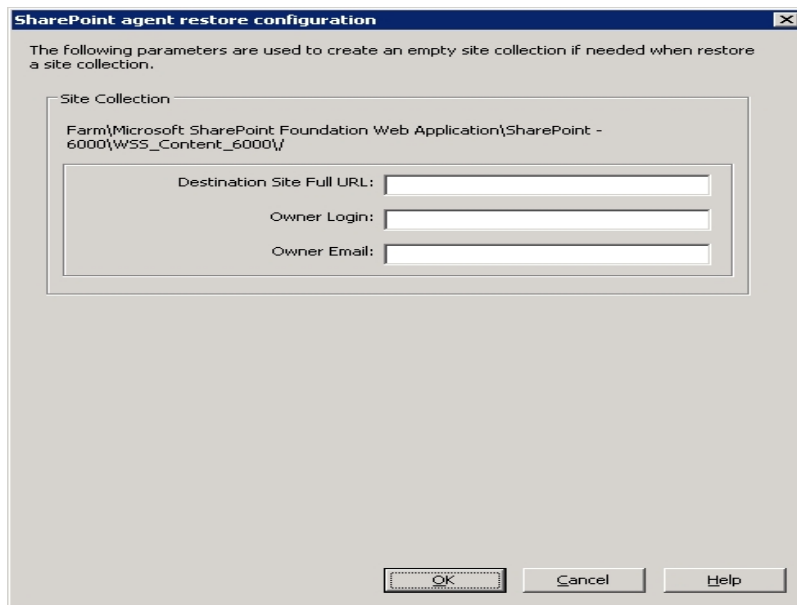 SharePoint agent restore configuration
The following parameters are used to create an empty site collection if needed when restore
a site collection.
Site Collection
Farm\Microsoft SharePoint Foundation Web Application\SharePoint -
6000\WSS_Content_6000\/
Destination Site Full URL:
Owner Login:
Owner Email:
OK Cancel Help